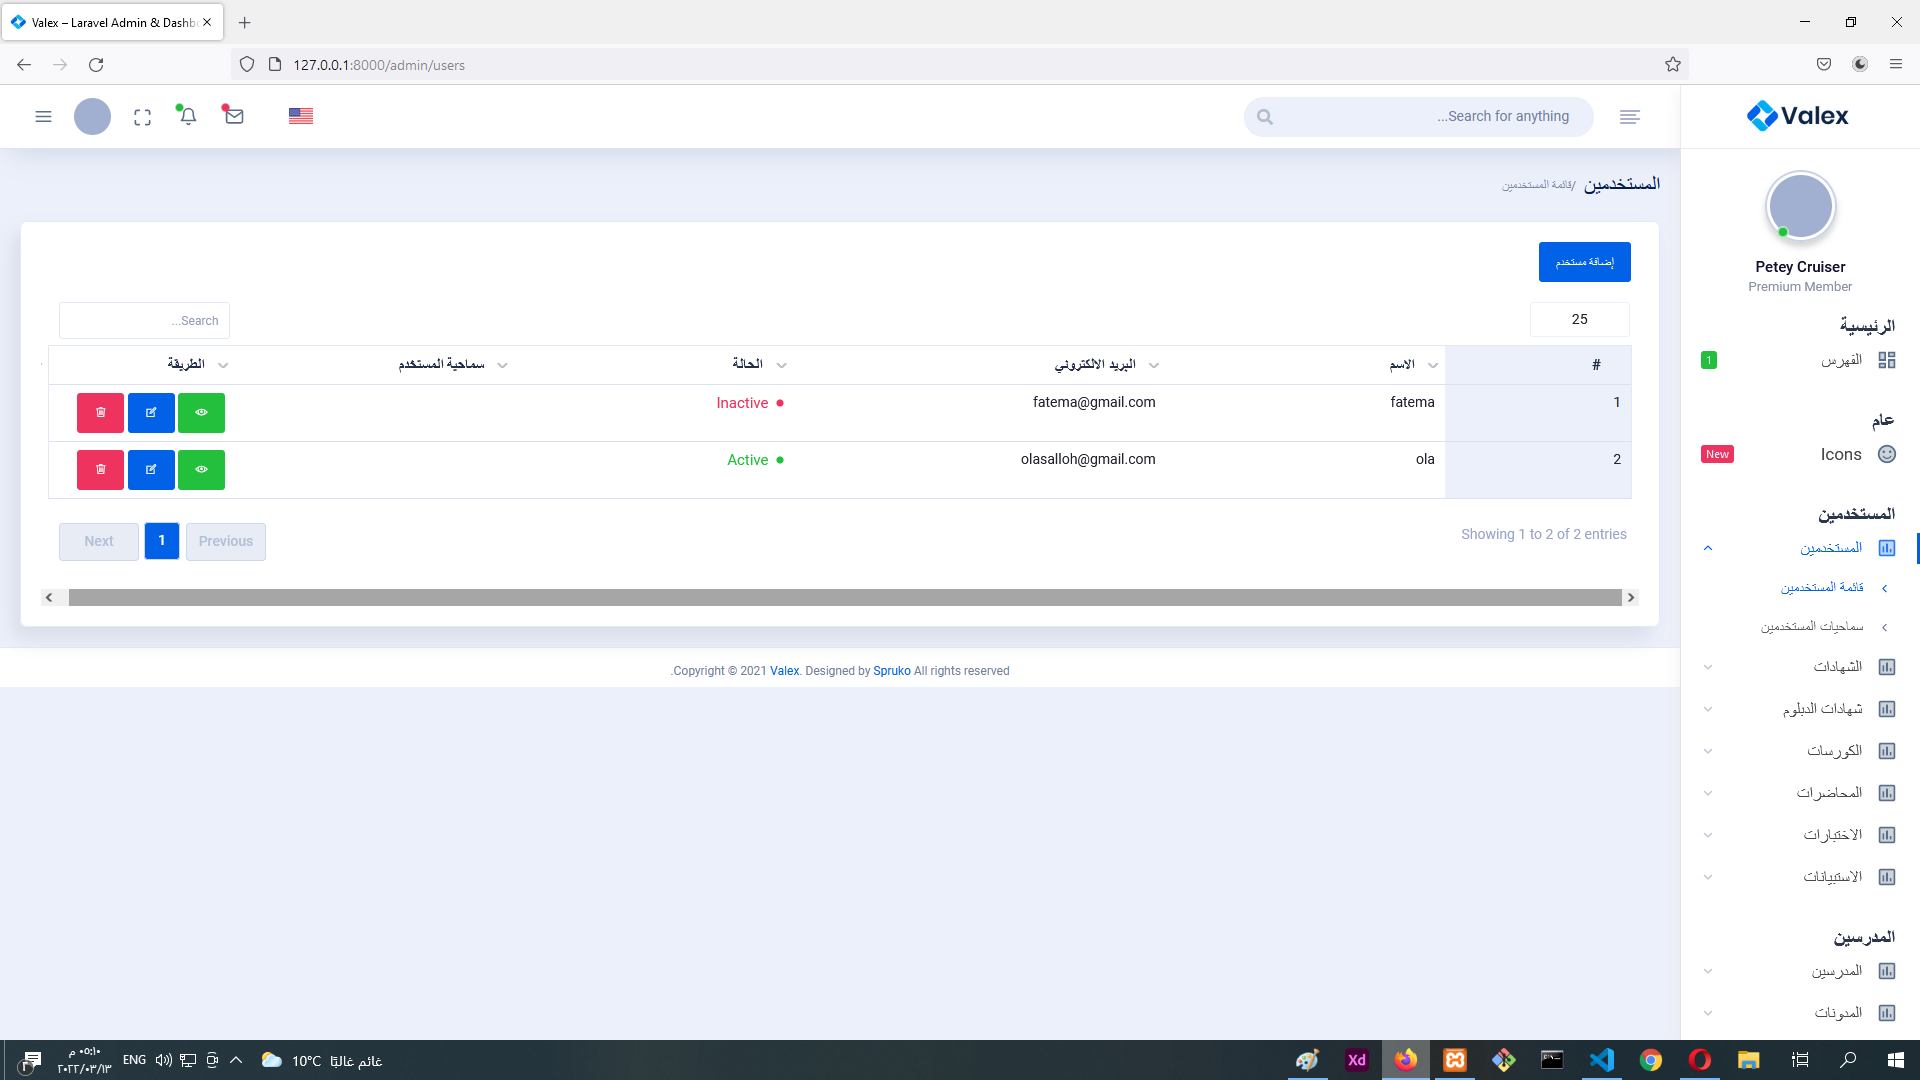 Valex – Laravel Admin & Dashb
127.0.0.1:8000/admin/users
Search for anything...
Valex
المستخدمين / قائمة المستخدمين
إضافة مستخدم
25
Search...
# الاسم البريد الالكتروني الحالة سماحية المستخدم الطريقة
1 fatema fatema@gmail.com Inactive
2 ola olasalloh@gmail.com Active
Showing 1 to 2 of 2 entries
Previous 1 Next
Copyright © 2021 Valex. Designed by Spruko All rights reserved.
Petey Cruiser
Premium Member
الرئيسية
الفهرس 1
عام
Icons New
المستخدمين
المستخدمين
قائمة المستخدمين
سماحيات المستخدمين
الشهادات
شهادات الدبلوم
الكورسات
المحاضرات
الاختبارات
الاستبيانات
المدرسين
المدرسين
المدونات
Xd
غائم غالبًا 10°C
ENG
٠٥:١٠ م
٢٠٢٢/٠٣/١٣
٢